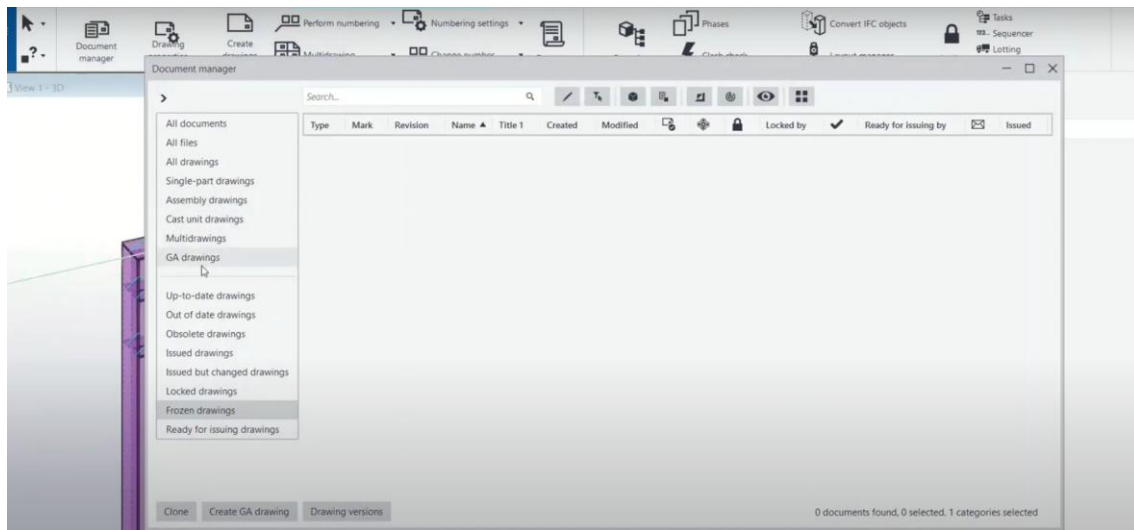 Document manager
Drawing
Create
Perform numbering
Numbering settings
Phases
Convert IFC objects
Tasks
Sequencer
Lotting
View 1 - 3D
Document manager
Search...
All documents
All files
All drawings
Single-part drawings
Assembly drawings
Cast unit drawings
Multidrawings
GA drawings
Up-to-date drawings
Out of date drawings
Obsolete drawings
Issued drawings
Issued but changed drawings
Locked drawings
Frozen drawings
Ready for issuing drawings
Type Mark Revision Name Title 1 Created Modified Locked by Ready for issuing by Issued
Clone Create GA drawing Drawing versions
0 documents found, 0 selected. 1 categories selected